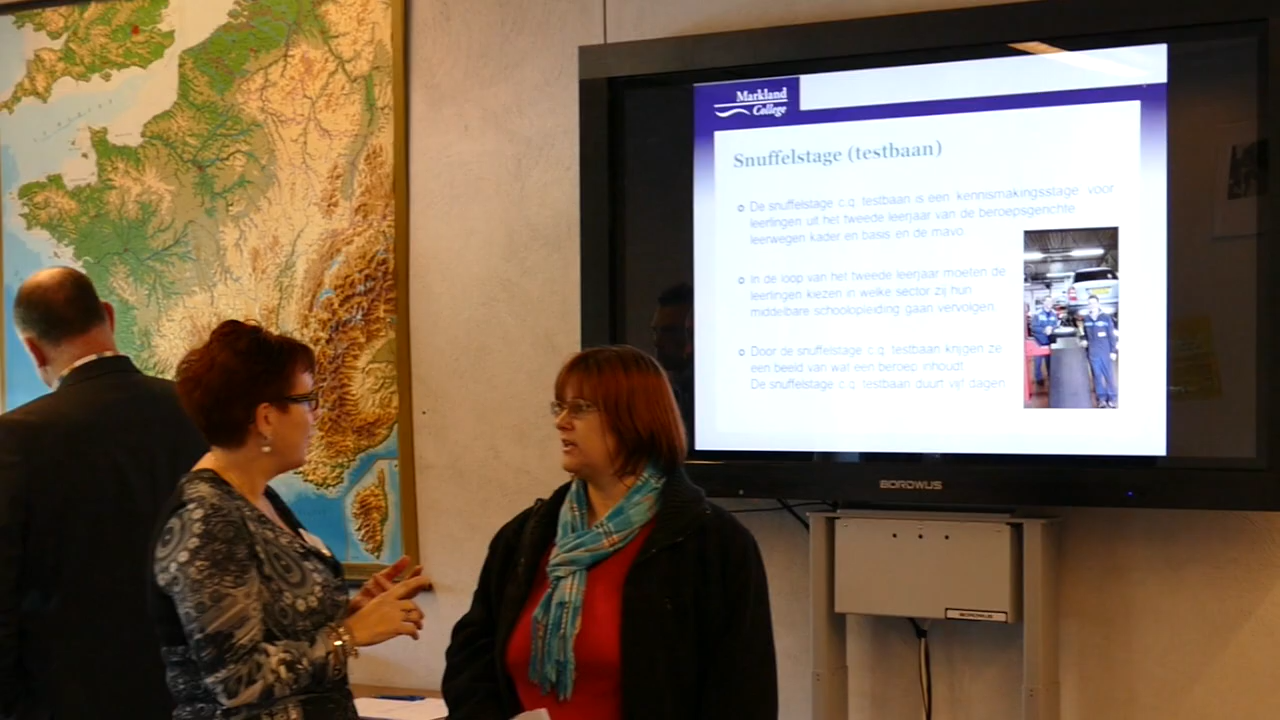 Markland
College
Snuffelstage (testbaan)
De snuffelstage c.q. testbaan is een kennismakingsstage voor
leerlingen uit het tweede leerjaar van de beroepsgerichte
leerwegen kader en basis en de mavo.
In de loop van het tweede leerjaar moeten de
leerlingen kiezen in welke sector zij hun
middelbare schoolopleiding gaan vervolgen.
Door de snuffelstage c.q. testbaan krijgen ze
een beeld van wat een beroep inhoudt.
De snuffelstage c.q. testbaan duurt vijf dagen.
BORDWIJS
BORDWIJS